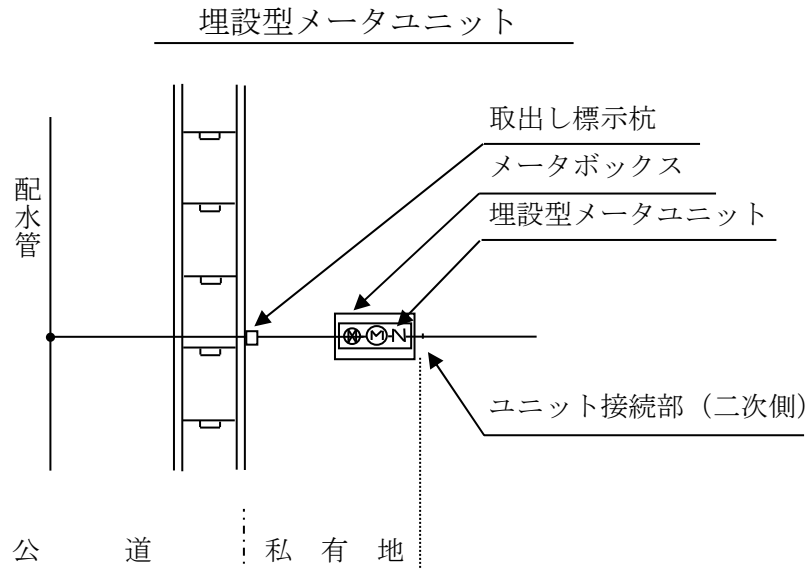 埋設型メータユニット
取出し標示杭
メータボックス
埋設型メータユニット
配水管
M N
ユニット接続部（二次側）
公道
私有地